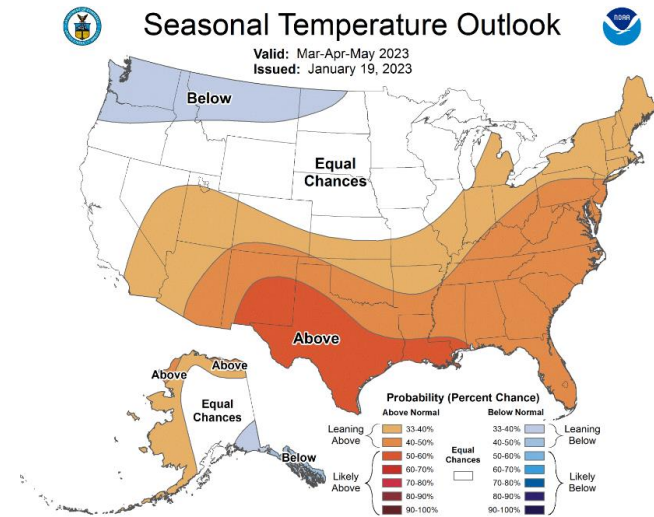 Seasonal Temperature Outlook
NOAA
Valid: Mar-Apr-May 2023
Issued: January 19, 2023
Below
Equal
Chances
Above
Above
Above
Equal
Chances
Below
Probability (Percent Chance)
Above Normal
Below Normal
Leaning
Above
33-40%
40-50%
Likely
Above
50-60%
60-70%
70-80%
80-90%
90-100%
Equal
Chances
33-40%
40-50%
Leaning
Below
50-60%
60-70%
70-80%
80-90%
90-100%
Likely
Below